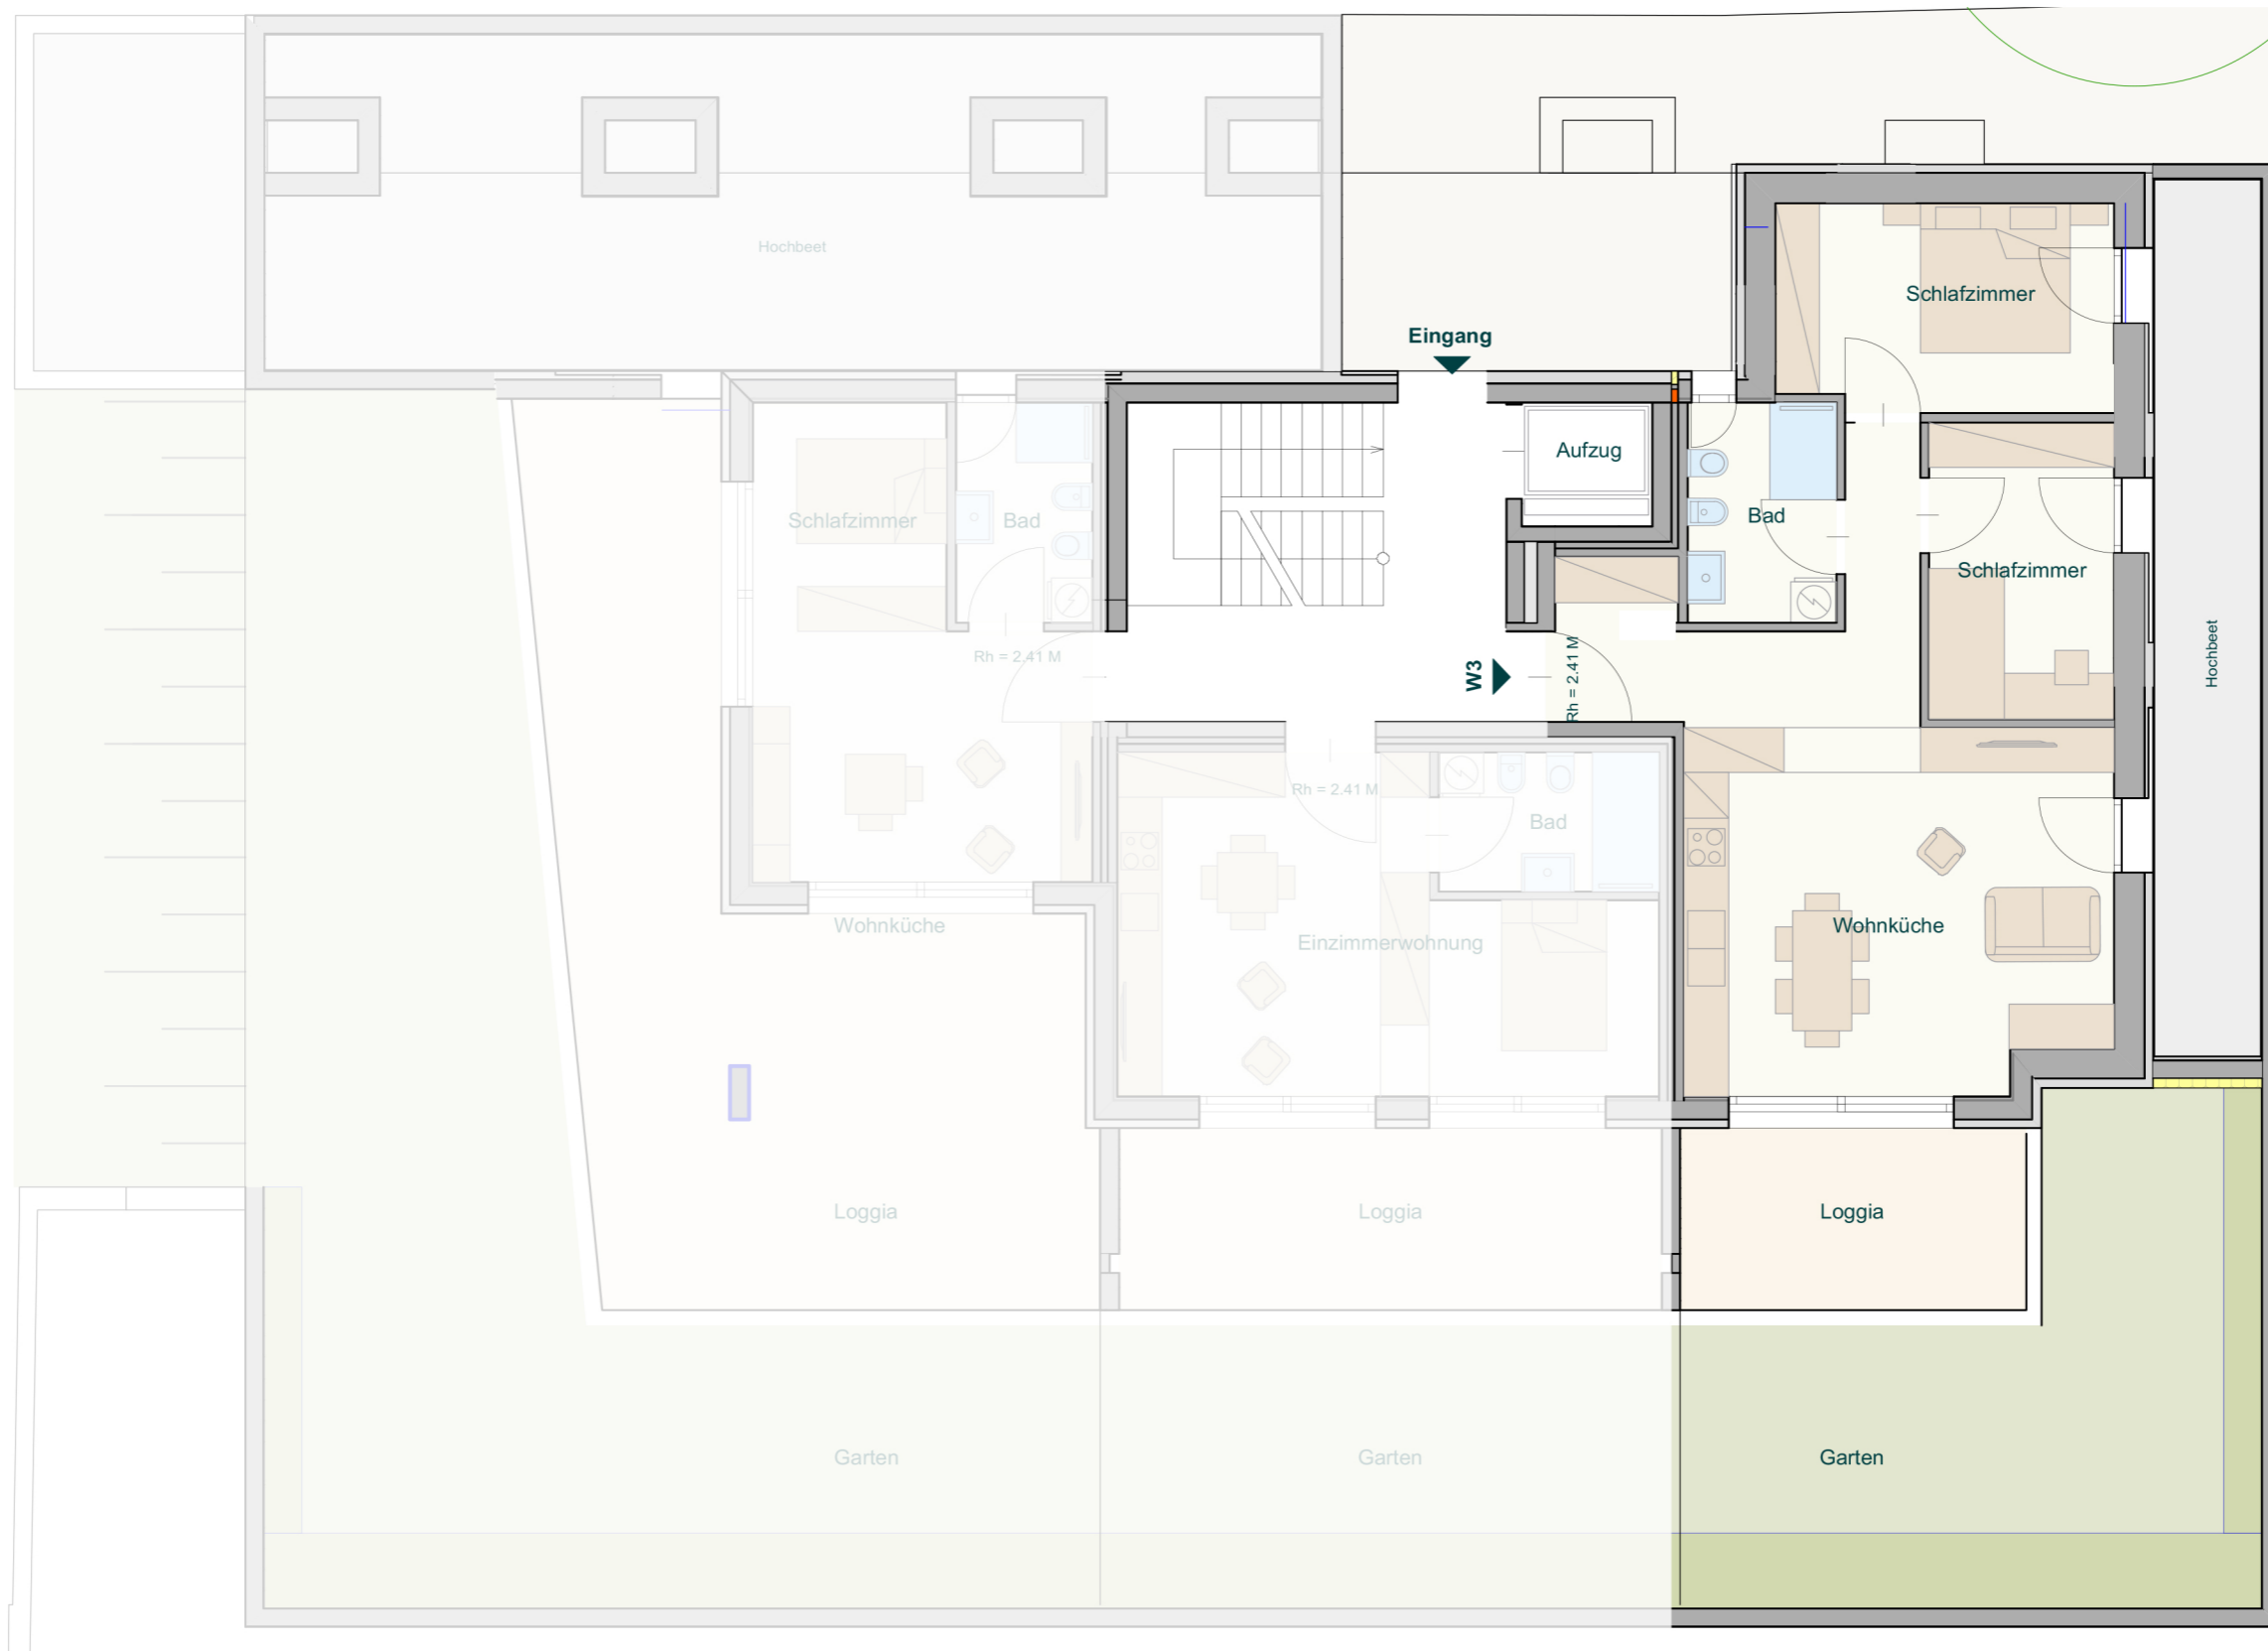 Hochbeet
Schlafzimmer
Eingang
Aufzug
Schlafzimmer
Bad
Bad
Schlafzimmer
Hochbeet
Rh = 2.41 M
W3
Rh = 2.41 M
Rh = 2.41 M
Bad
Wohnküche
Einzimmerwohnung
Wohnküche
Loggia
Loggia
Loggia
Garten
Garten
Garten